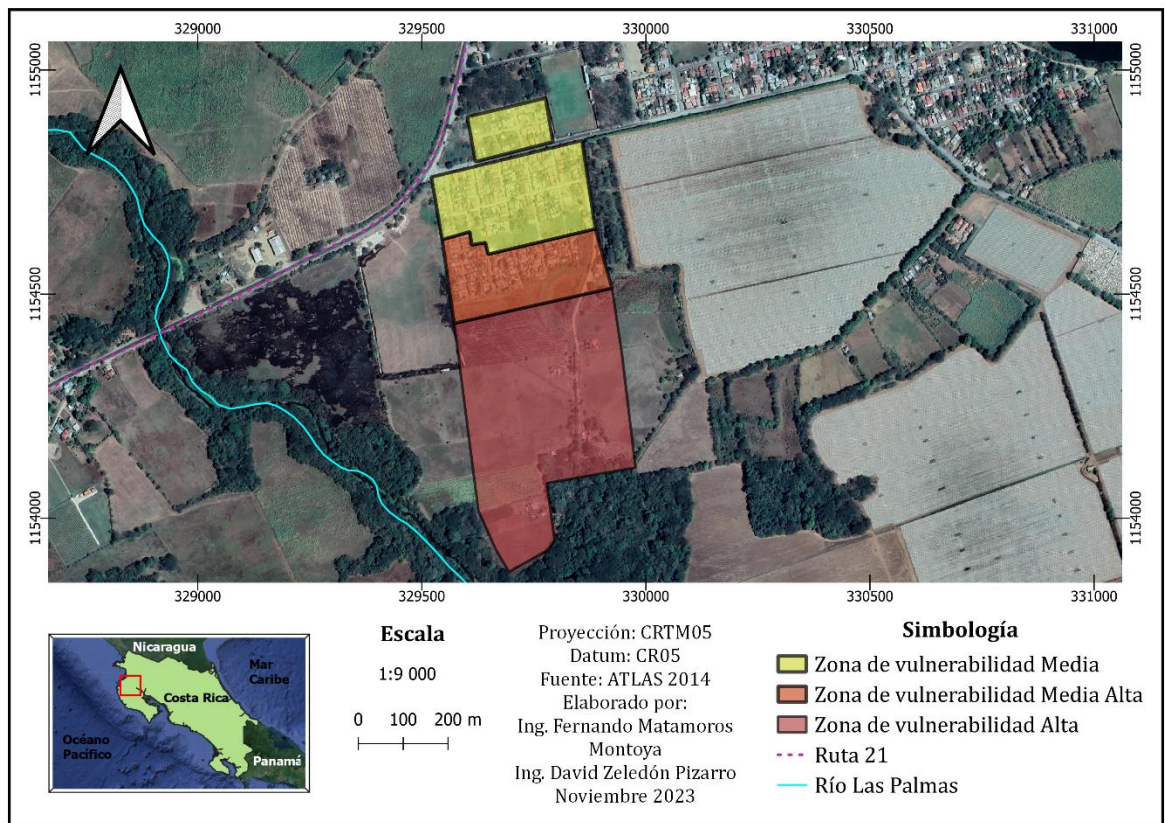 329000
329500
330000
330500
331000
1155000
1155000
1154500
1154500
1154000
1154000
329000
329500
330000
330500
331000
Nicaragua
Mar
Caribe
Costa Rica
Océano
Pacífico
Panamá
Escala
1:9 000
0 100 200 m
Proyección: CRTM05
Datum: CR05
Fuente: ATLAS 2014
Elaborado por:
Ing. Fernando Matamoros
Montoya
Ing. David Zeledón Pizarro
Noviembre 2023
Simbología
Zona de vulnerabilidad Media
Zona de vulnerabilidad Media Alta
Zona de vulnerabilidad Alta
Ruta 21
Río Las Palmas